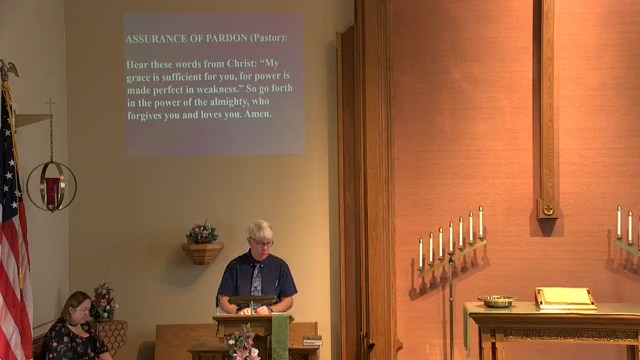 ASSURANCE OF PARDON (Pastor):
Hear these words from Christ: “My
grace is sufficient for you, for power is
made perfect in weakness.” So go forth
in the power of the almighty, who
forgives you and loves you. Amen.